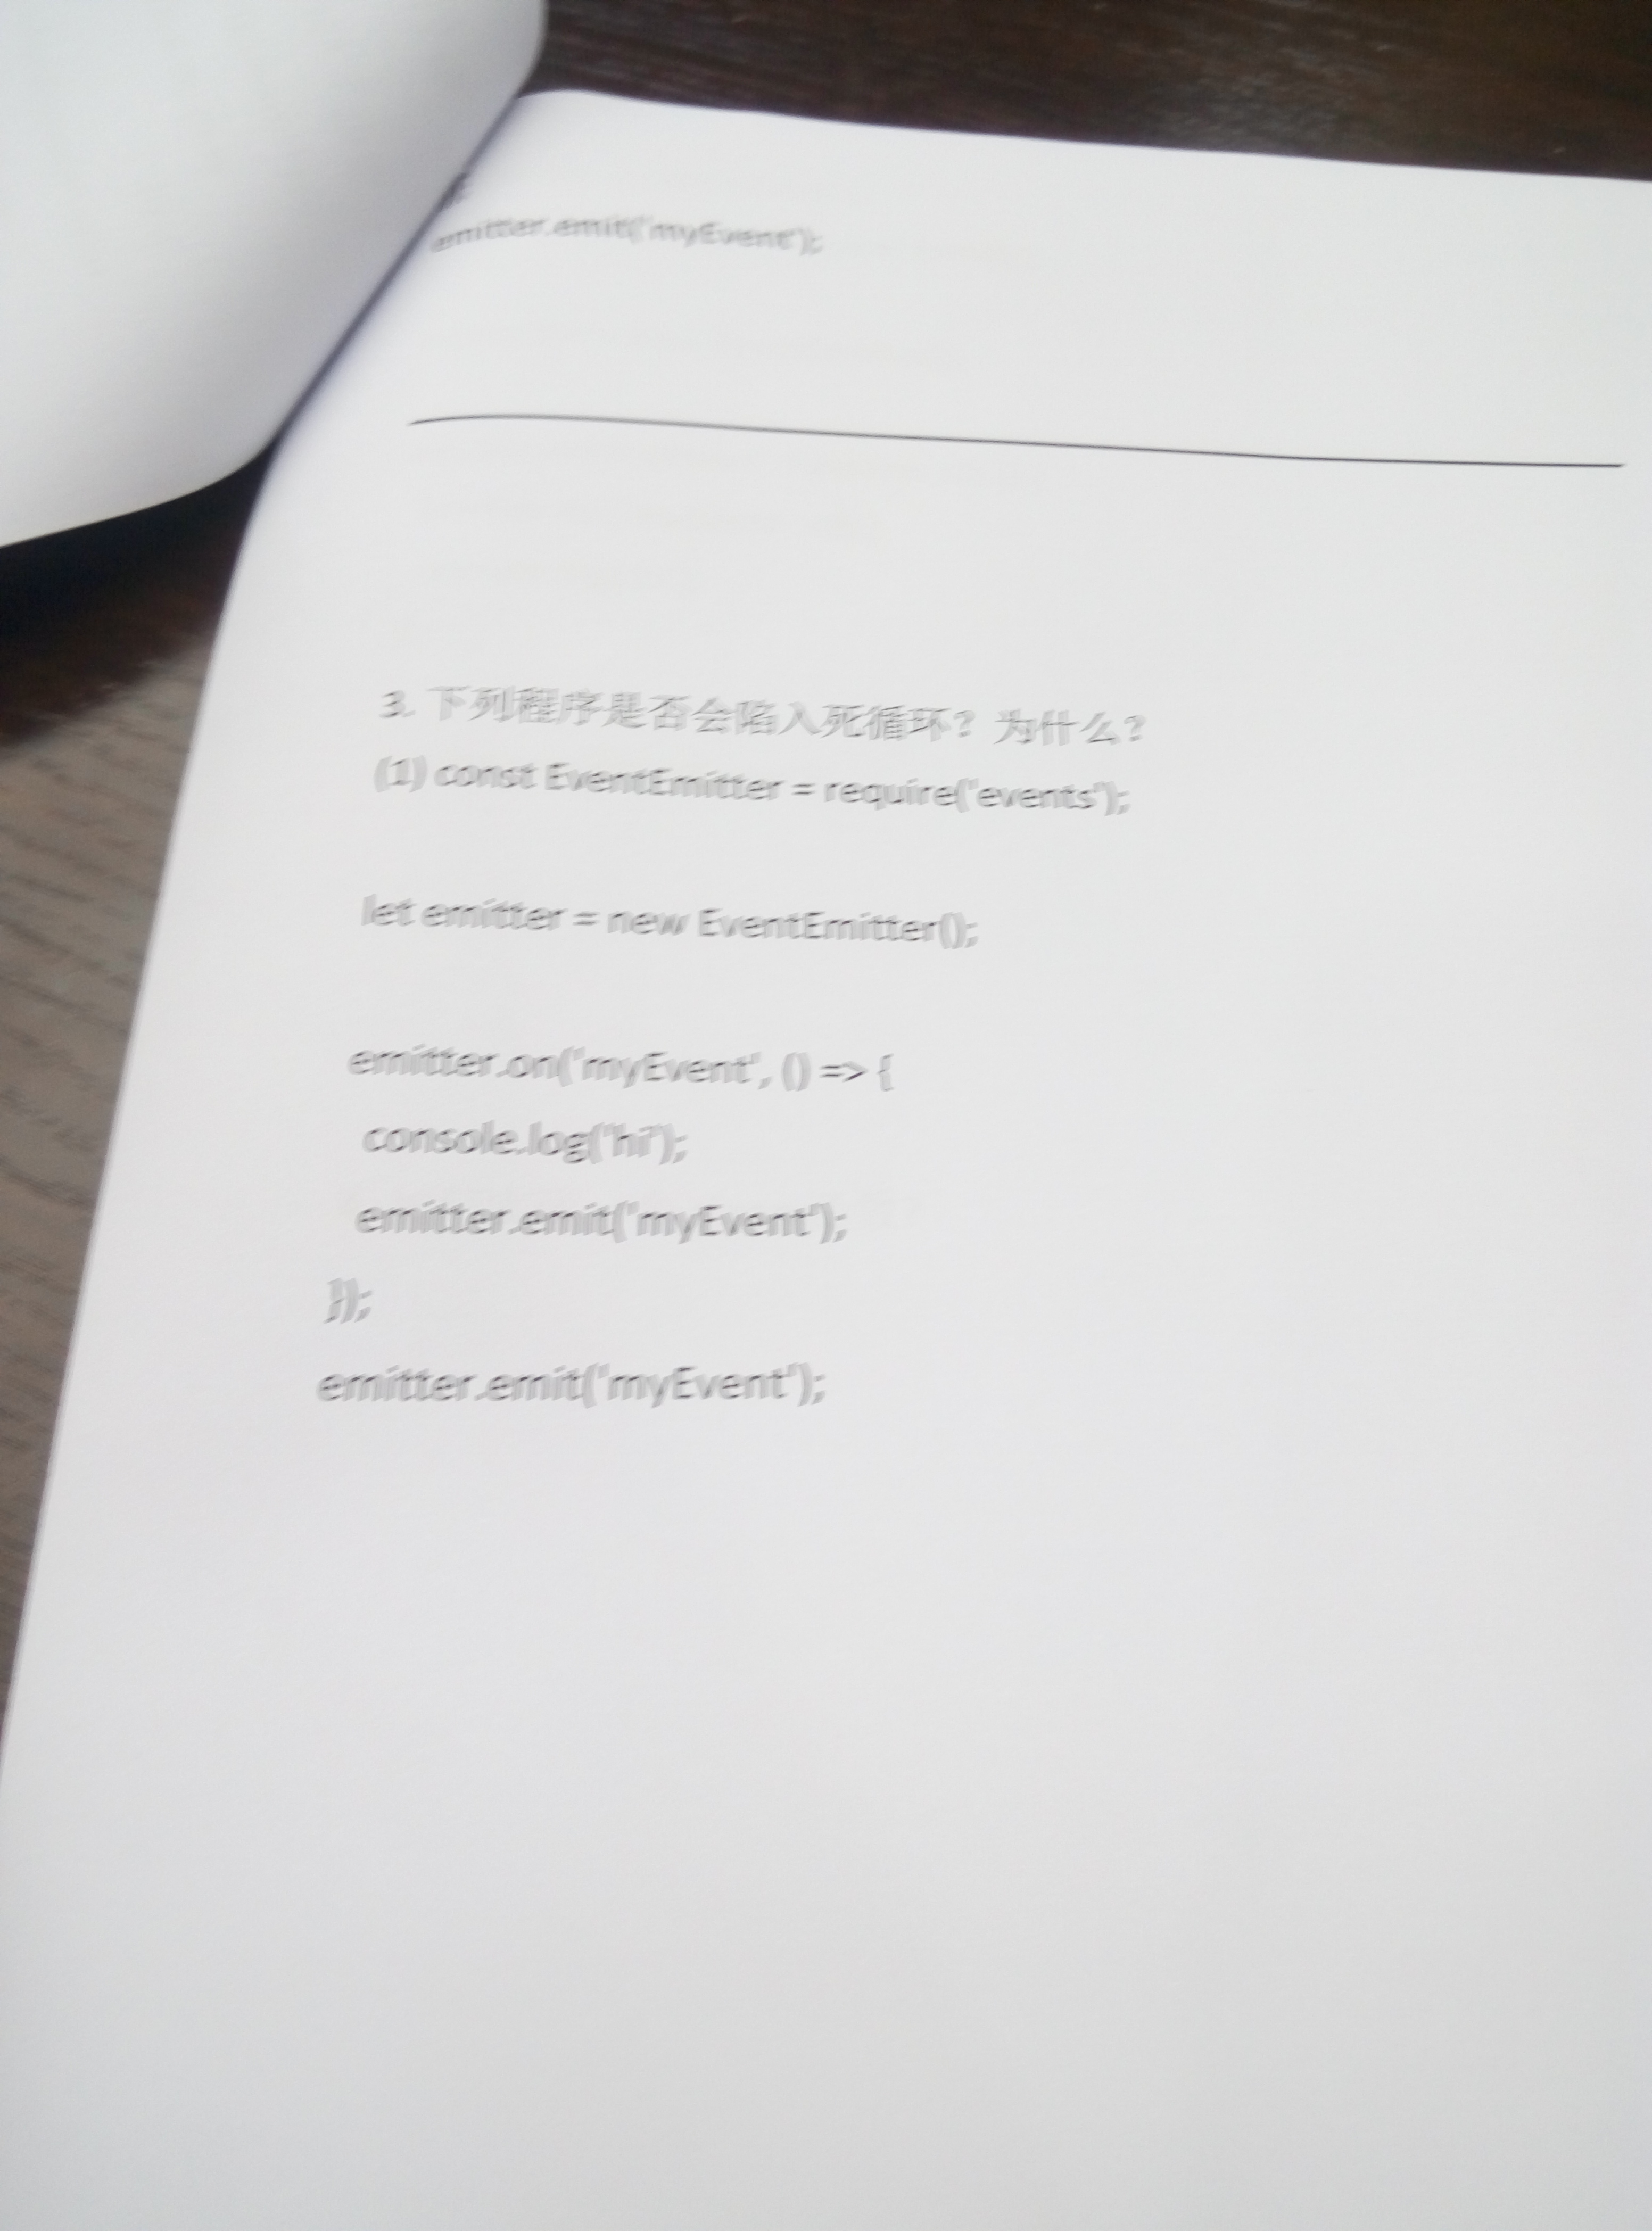 emitter.emit('myEvent');
3. 下列程序是否会陷入死循环？为什么？
(1) const EventEmitter = require('events');
let emitter = new EventEmitter();
emitter.on('myEvent', () => {
console.log('hi');
emitter.emit('myEvent');
});
emitter.emit('myEvent');